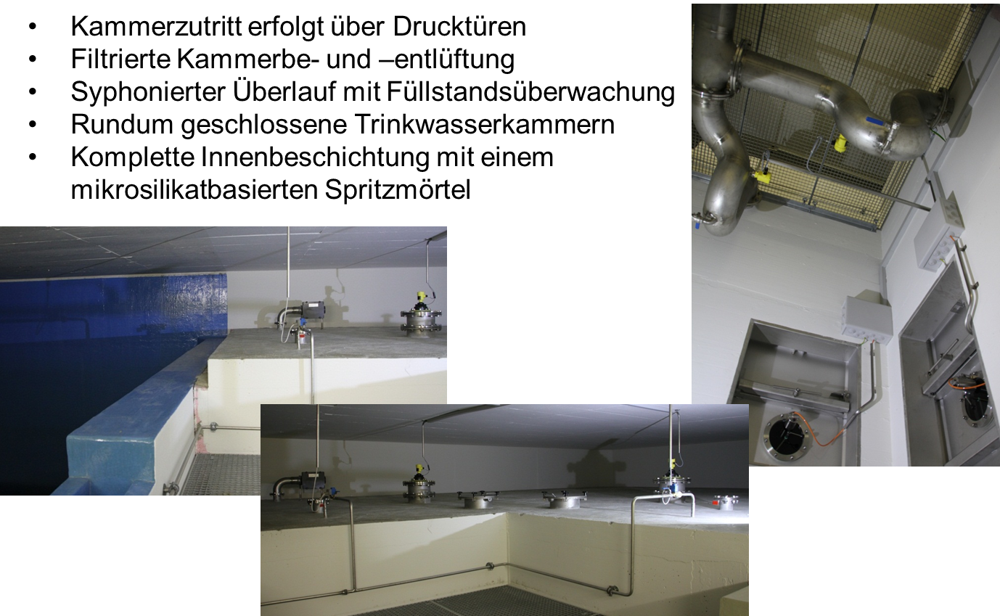 • Kammerzutritt erfolgt über Drucktüren
• Filtrierte Kammerbe- und –entlüftung
• Syphonierter Überlauf mit Füllstandsüberwachung
• Rundum geschlossene Trinkwasserkammern
• Komplette Innenbeschichtung mit einem
mikrosilikatbasierten Spritzmörtel